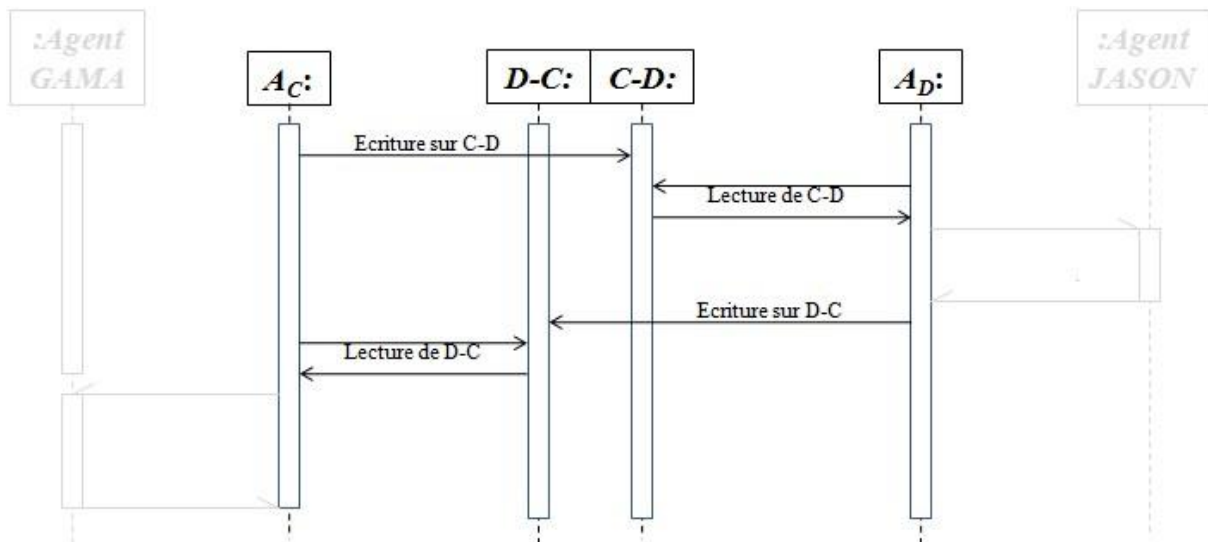 :Agent
GAMA
A_C:
D-C:
C-D:
A_D:
:Agent
JASON
Ecriture sur C-D
Lecture de C-D
Ecriture sur D-C
Lecture de D-C